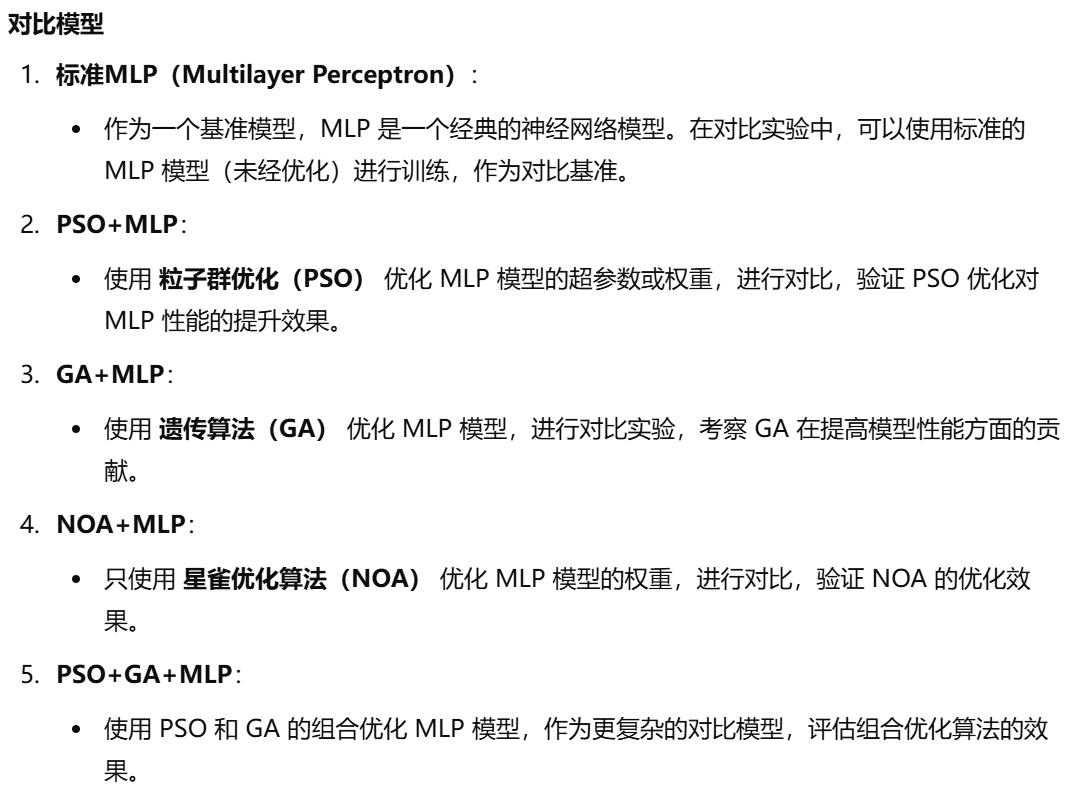 对比模型
1. 标准MLP（Multilayer Perceptron）:
• 作为一个基准模型，MLP 是一个经典的神经网络模型。在对比实验中，可以使用标准的
MLP 模型（未经优化）进行训练，作为对比基准。
2. PSO+MLP:
• 使用 粒子群优化（PSO） 优化 MLP 模型的超参数或权重，进行对比，验证 PSO 优化对
MLP 性能的提升效果。
3. GA+MLP:
• 使用 遗传算法（GA） 优化 MLP 模型，进行对比实验，考察 GA 在提高模型性能方面的贡
献。
4. NOA+MLP:
• 只使用 星雀优化算法（NOA） 优化 MLP 模型的权重，进行对比，验证 NOA 的优化效
果。
5. PSO+GA+MLP:
• 使用 PSO 和 GA 的组合优化 MLP 模型，作为更复杂的对比模型，评估组合优化算法的效
果。